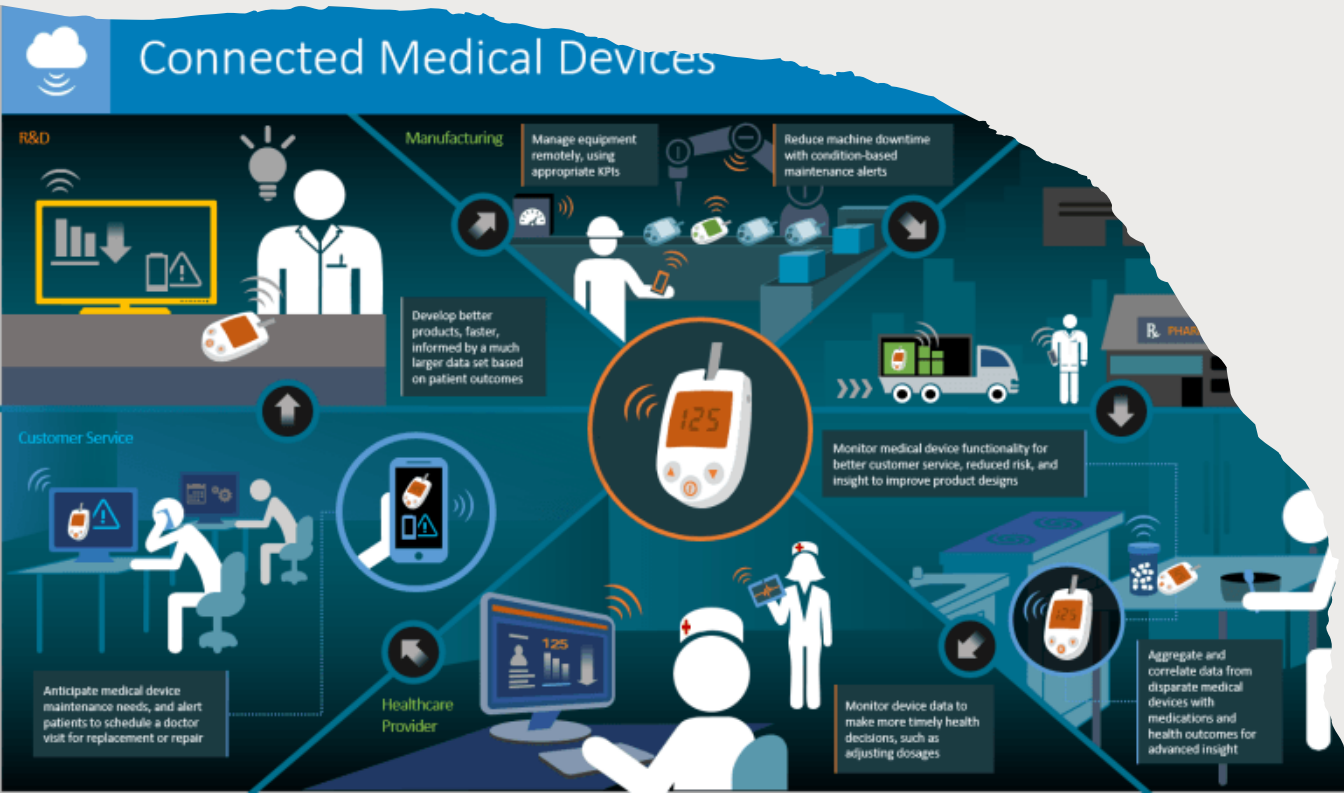 Connected Medical Devices
R&D
Manufacturing
Manage equipment
remotely, using
appropriate KPIs
Reduce machine downtime
with condition-based
maintenance alerts
Develop better
products, faster,
informed by a much
larger data set based
on patient outcomes
℞ PHAR
125
Monitor medical device functionality for
better customer service, reduced risk, and
insight to improve product designs
Customer Service
Anticipate medical device
maintenance needs, and alert
patients to schedule a doctor
visit for replacement or repair
Healthcare
Provider
125
Monitor device data to
make more timely health
decisions, such as
adjusting dosages
125
Aggregate and
correlate data from
disparate medical
devices with
medications and
health outcomes for
advanced insight